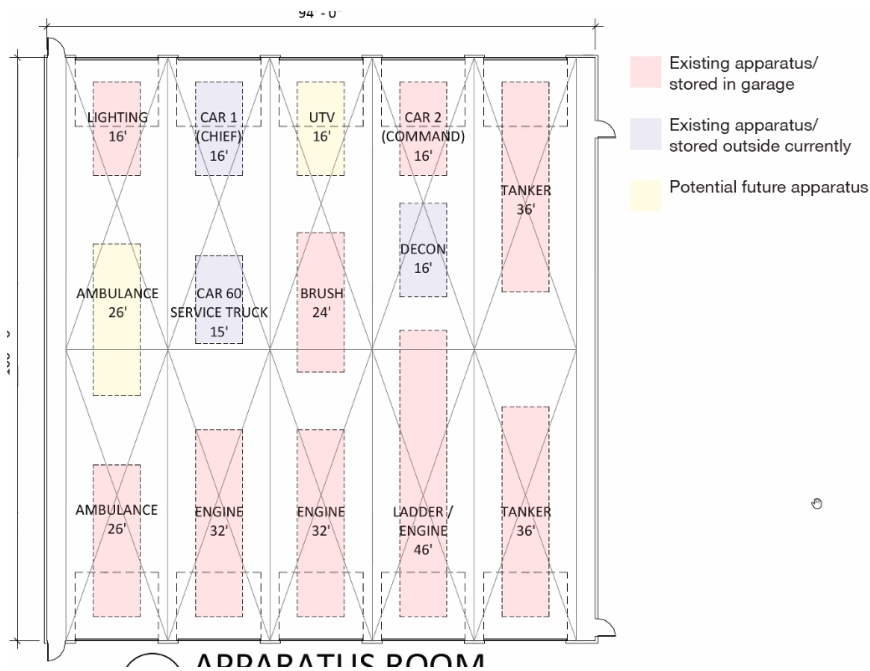 94' - 0"
Existing apparatus/
stored in garage
Existing apparatus/
stored outside currently
Potential future apparatus
LIGHTING
16'
CAR 1
(CHIEF)
16'
UTV
16'
CAR 2
(COMMAND)
16'
TANKER
36'
AMBULANCE
26'
CAR 60
SERVICE TRUCK
15'
BRUSH
24'
DECON
16'
AMBULANCE
26'
ENGINE
32'
ENGINE
32'
LADDER /
ENGINE
46'
TANKER
36'
APPARATUS ROOM